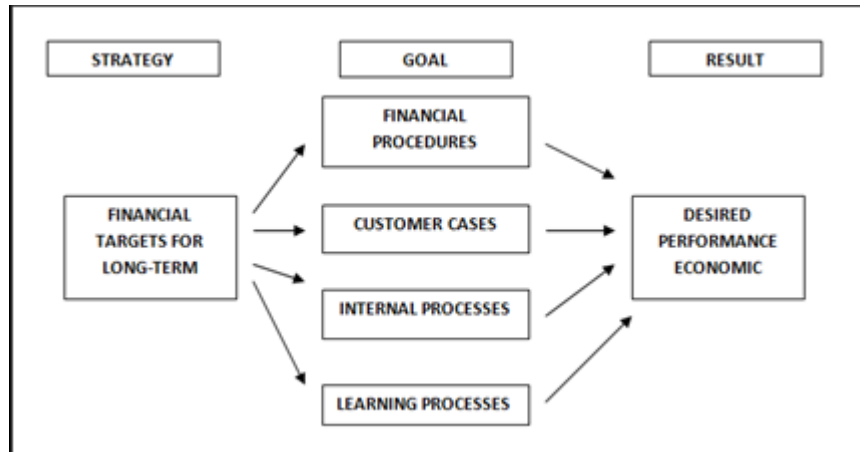 STRATEGY
GOAL
RESULT
FINANCIAL
PROCEDURES
FINANCIAL
TARGETS FOR
LONG-TERM
CUSTOMER CASES
INTERNAL PROCESSES
LEARNING PROCESSES
DESIRED
PERFORMANCE
ECONOMIC